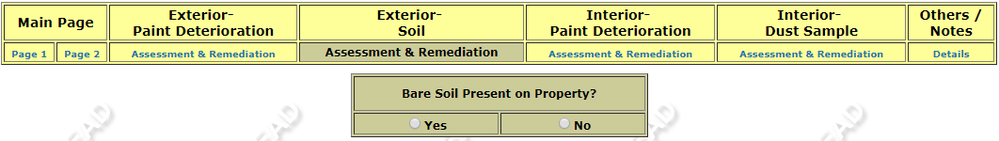 Main Page
Exterior-
Paint Deterioration
Exterior-
Soil
Interior-
Paint Deterioration
Interior-
Dust Sample
Others /
Notes
Page 1
Page 2
Assessment & Remediation
Assessment & Remediation
Assessment & Remediation
Assessment & Remediation
Details
Bare Soil Present on Property?
Yes
No